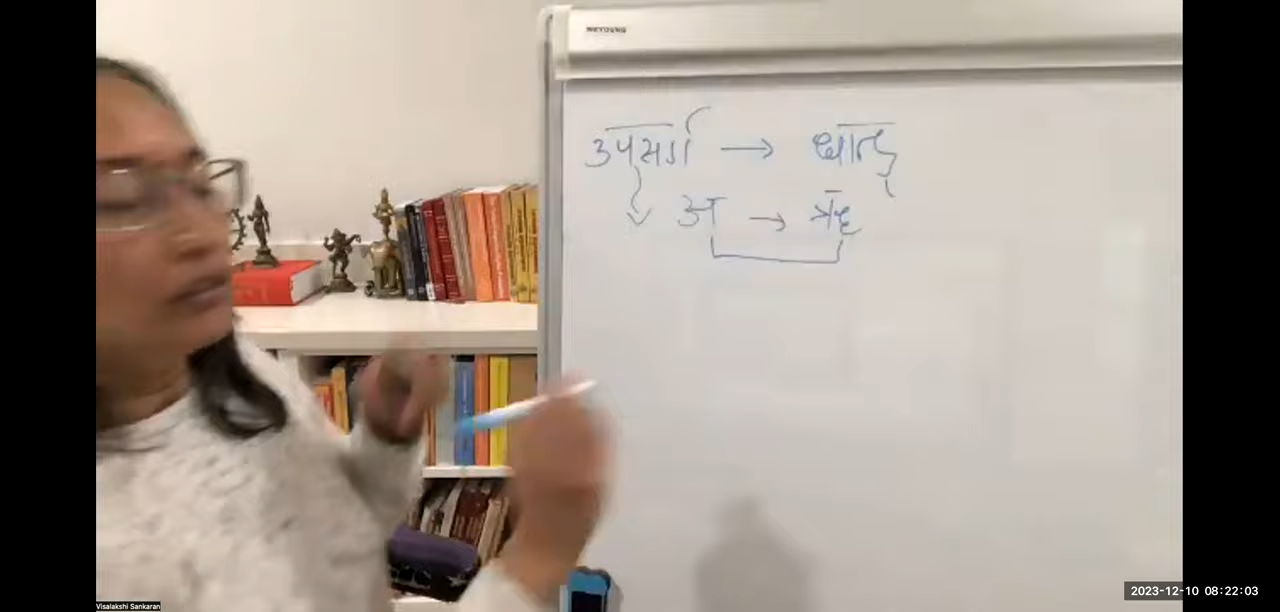 उपसर्ग → धातु
अ →
Visalakshi Sankaran
2023-12-10 08:22:03